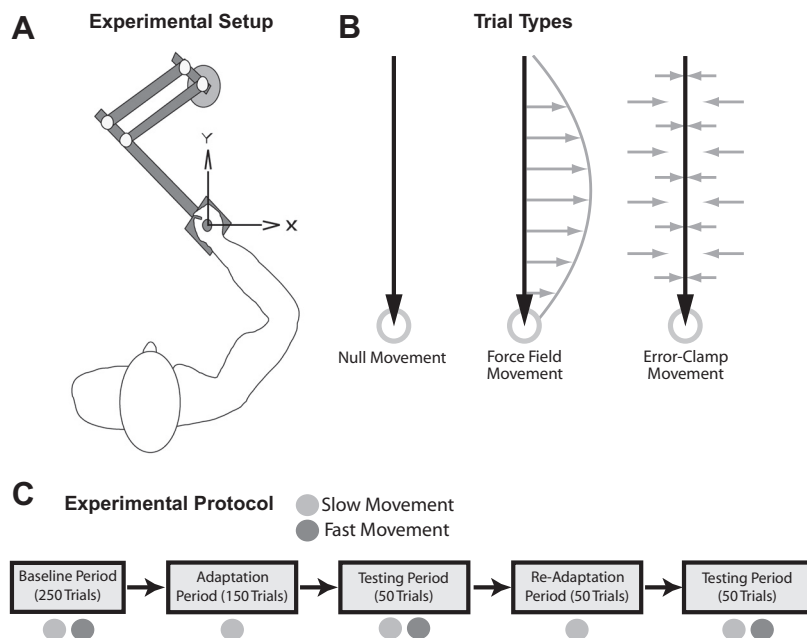 A
Experimental Setup
Y
X
B
Trial Types
Null Movement
Force Field
Movement
Error-Clamp
Movement
C
Experimental Protocol
Slow Movement
Fast Movement
Baseline Period
(250 Trials)
Adaptation
Period (150 Trials)
Testing Period
(50 Trials)
Re-Adaptation
Period (50 Trials)
Testing Period
(50 Trials)